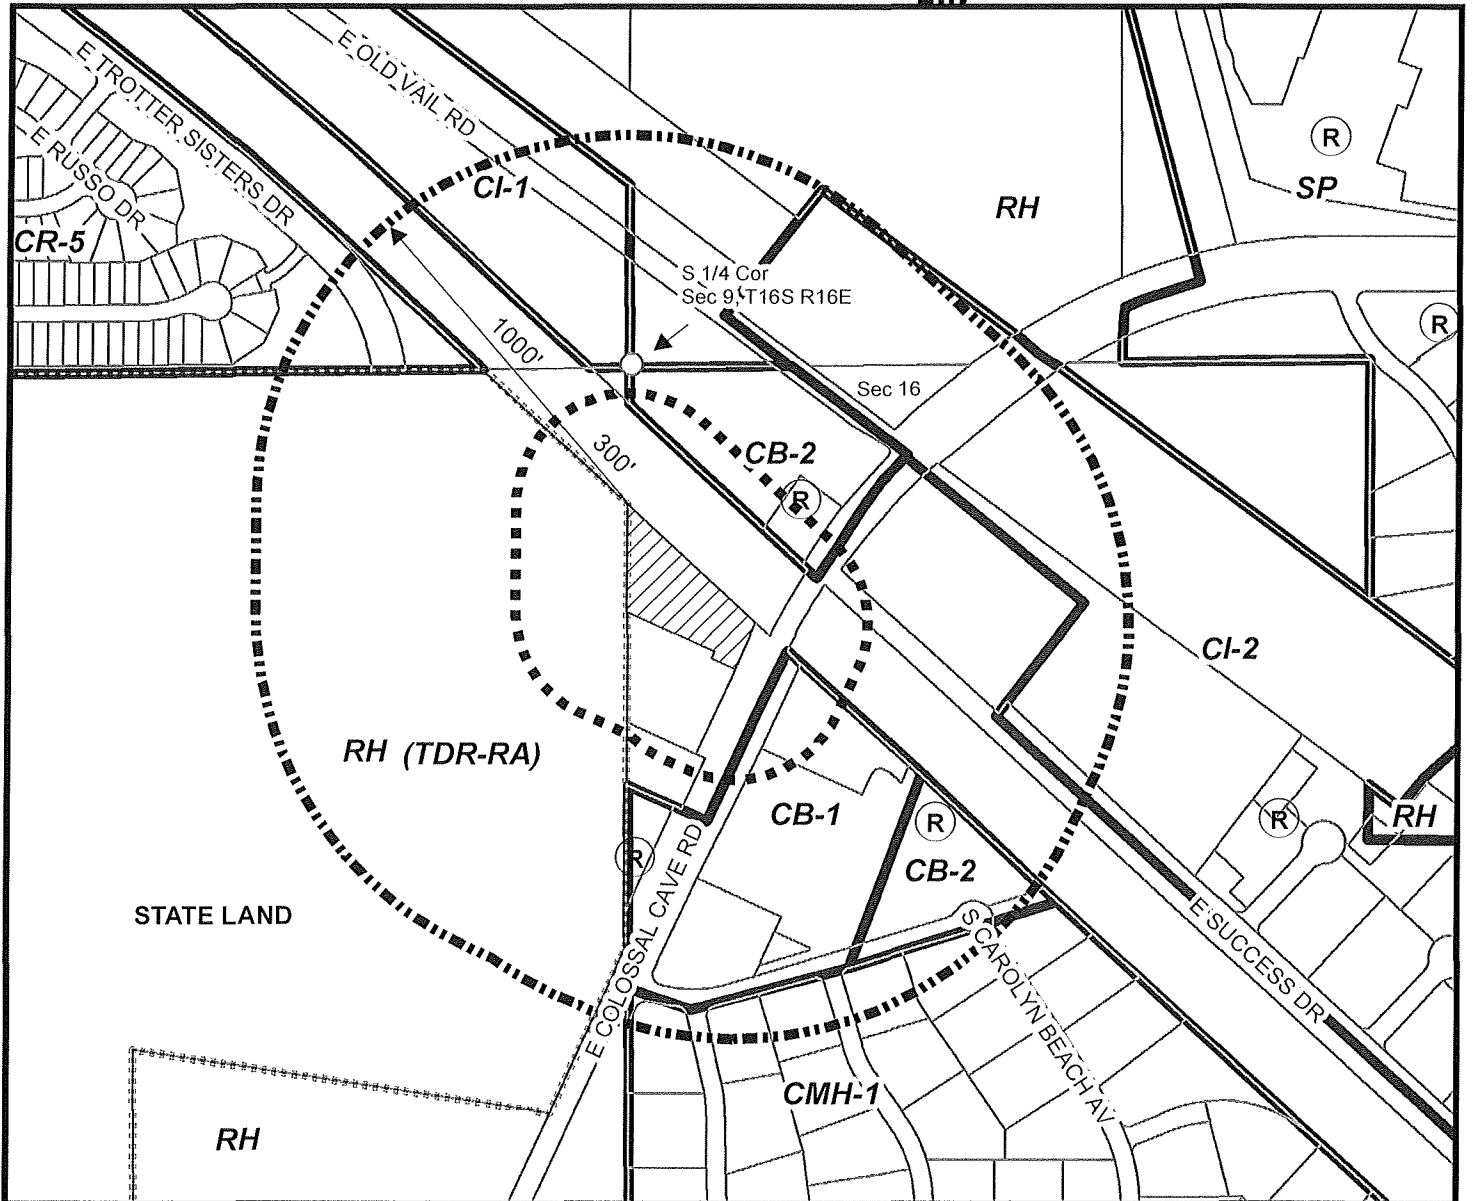 E OLD VAIL RD
E TROTTER SISTERS DR
E RUSSO DR
CR-5
CI-1
RH
R
SP
S 1/4 Cor
Sec 9, T16S R16E
R
1000'
Sec 16
300'
CB-2
R
CI-2
RH (TDR-RA)
CB-1
R
R
RH
R
CB-2
STATE LAND
E COLOSSAL CAVE RD
S CAROLYN BEACH AV
E SUCCESS DR
CMH-1
RH